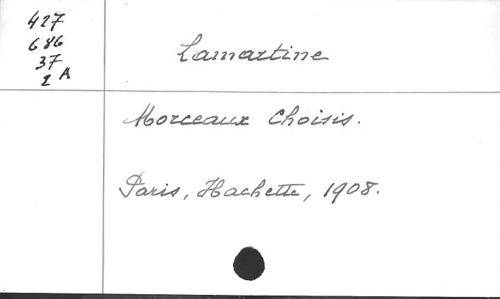 427
686
37
2 A
Lamartine
Morceaux Choisis.
Paris, Hachette, 1908.